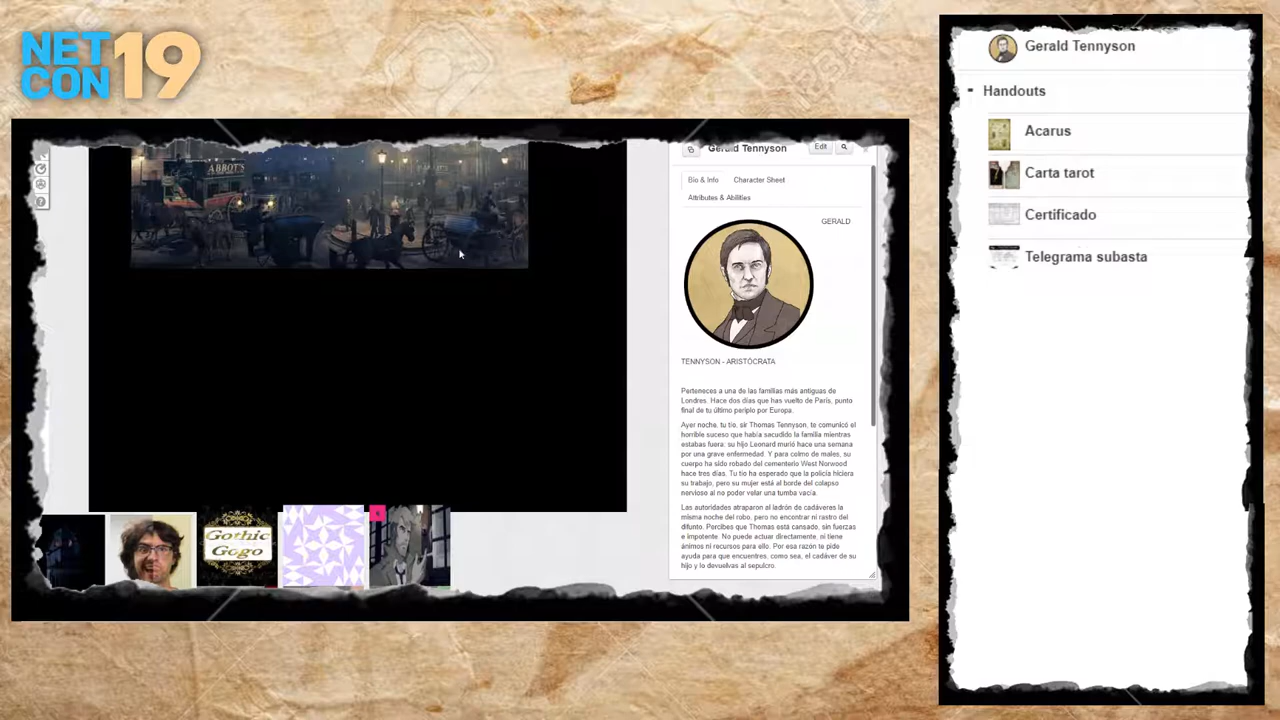 NET
CON 19
ABBOT'S
Gothic
Gogo
Gerald Tennyson
Edit
Bio & Info
Character Sheet
Attributes & Abilities
GERALD
TENNYSON - ARISTÓCRATA
Perteneces a una de las familias más antiguas de
Londres. Hace dos días que has vuelto de París, punto
final de tu último periplo por Europa.
Ayer noche, tu tío, sir Thomas Tennyson, te comunicó el
horrible suceso que había sacudido la familia mientras
estabas fuera: su hijo Leonard murió hace una semana
por una grave enfermedad. Y para colmo de males, su
cuerpo ha sido robado del cementerio West Norwood
hace tres días. Tu tío ha esperado que la policía hiciera
su trabajo, pero su mujer está al borde del colapso
nervioso al no poder velar una tumba vacía.
Las autoridades atraparon al ladrón de cadáveres la
misma noche del robo, pero no encontrar ni rastro del
difunto. Percibes que Thomas está cansado, sin fuerzas
e impotente. No puede actuar directamente, ni tiene
ánimos ni recursos para ello. Por esa razón te pide
ayuda para que encuentres, como sea, el cadáver de su
hijo y lo devuelvas al sepulcro.
Gerald Tennyson
Handouts
Acarus
Carta tarot
Certificado
Telegrama subasta